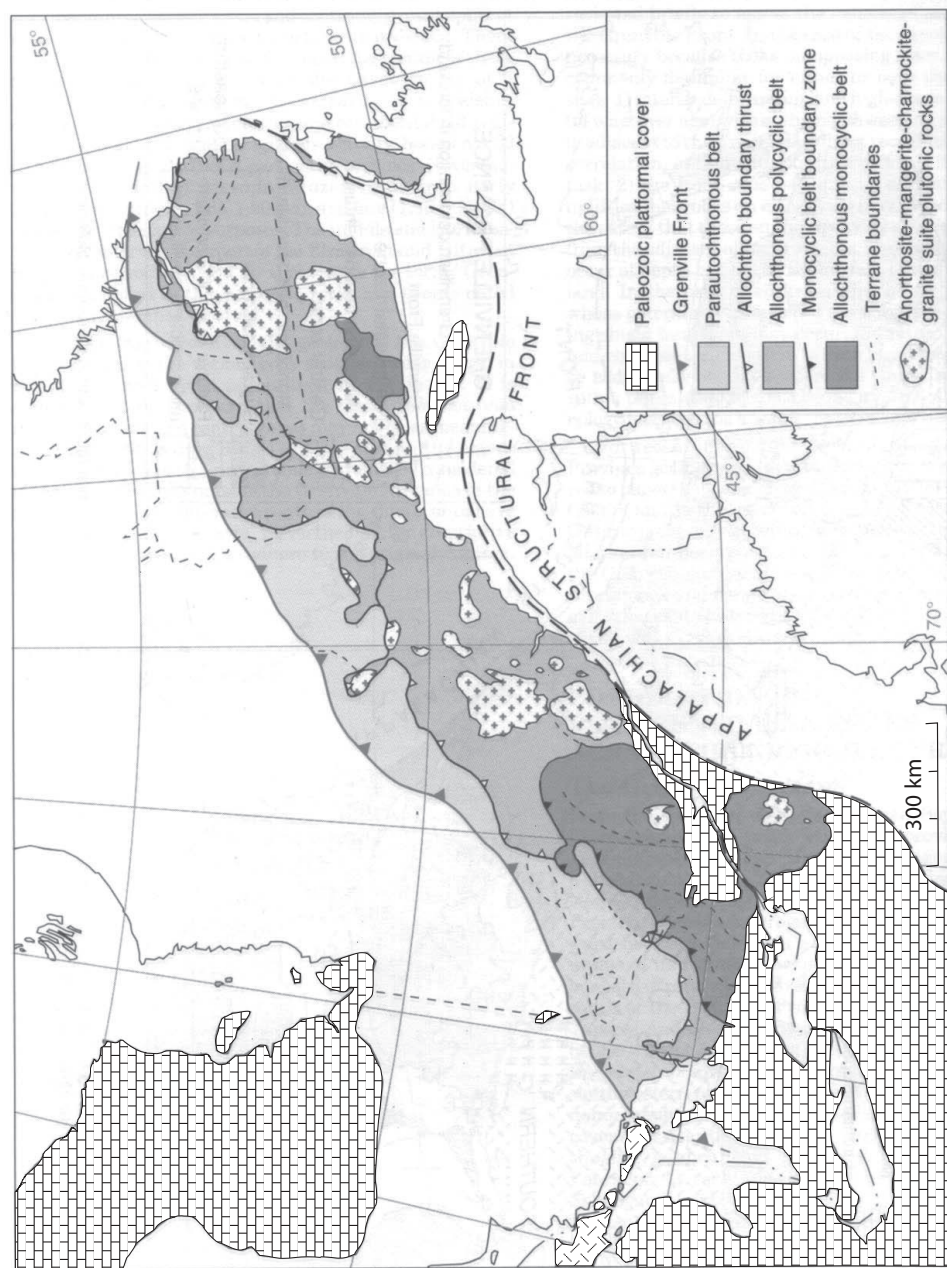 55°
50°
60°
45°
70°
APPALACHIAN STRUCTURAL FRONT
300 km
Paleozoic platformal cover
Grenville Front
Parautochthonous belt
Allochthon boundary thrust
Allochthonous polycyclic belt
Monocyclic belt boundary zone
Allochthonous monocyclic belt
Terrane boundaries
Anorthosite-mangerite-charnockite-
granite suite plutonic rocks